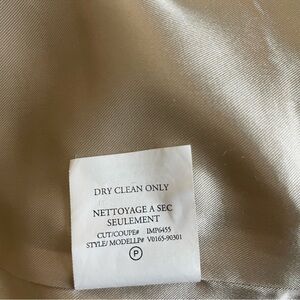 DRY CLEAN ONLY
NETTOYAGE A SEC
SEULEMENT
CUT/COUPE# IMP6455
STYLE/ MODELLP# V0165-90301
P